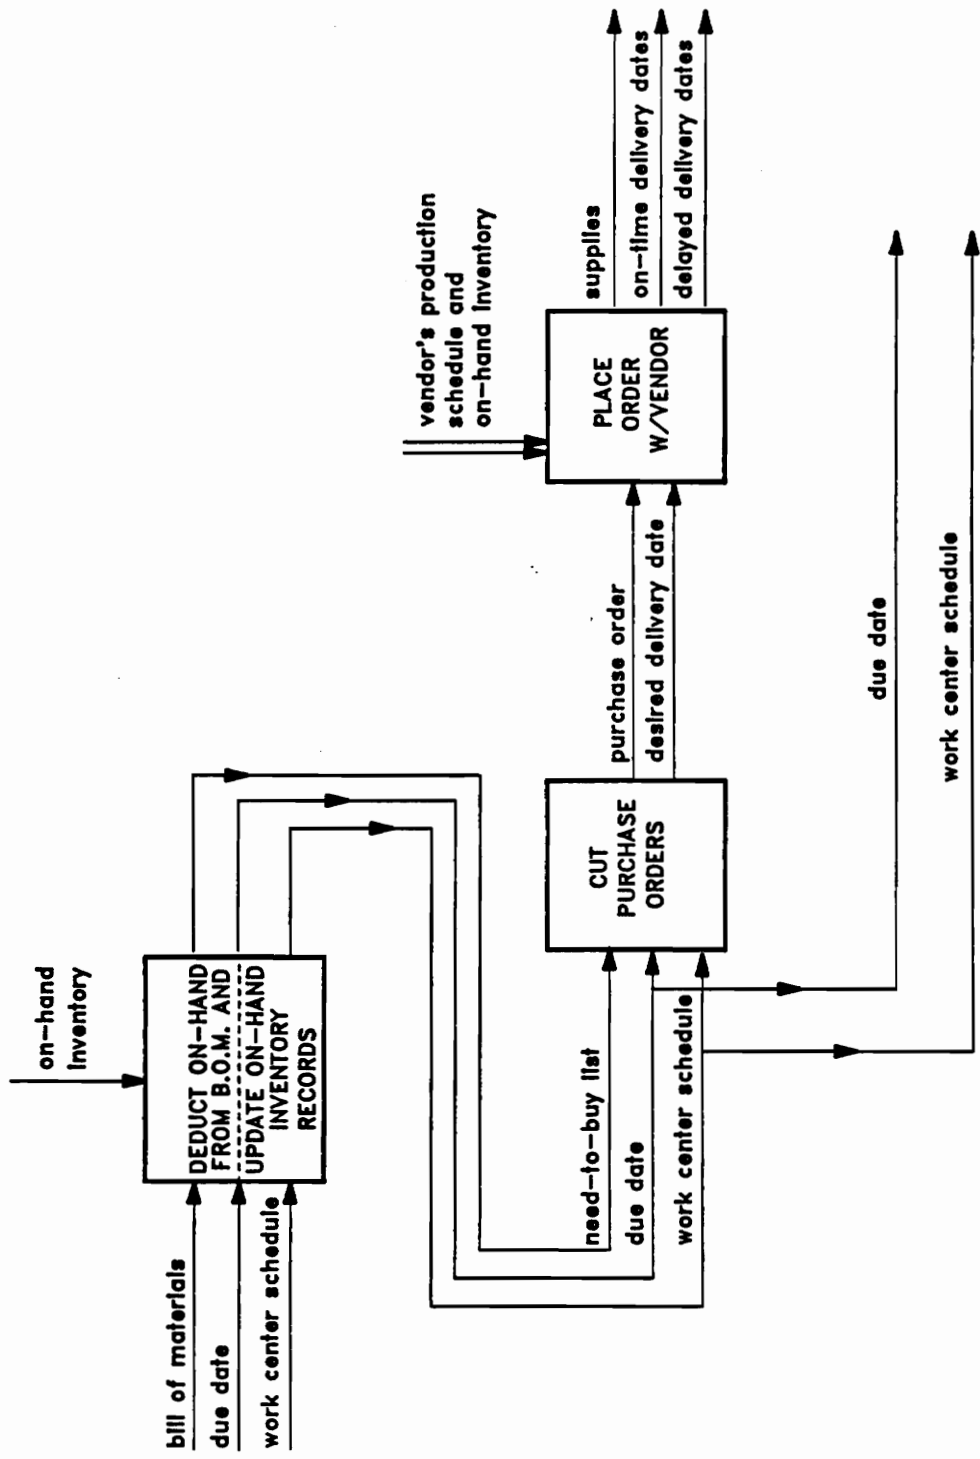 bill of materials
due date
work center schedule
on-hand
inventory
DEDUCT ON-HAND
FROM B.O.M. AND
UPDATE ON-HAND
INVENTORY
RECORDS
need-to-buy list
due date
work center schedule
CUT
PURCHASE
ORDERS
purchase order
desired delivery date
vendor's production
schedule and
on-hand inventory
PLACE
ORDER
W/VENDOR
supplies
on-time delivery dates
delayed delivery dates
due date
work center schedule